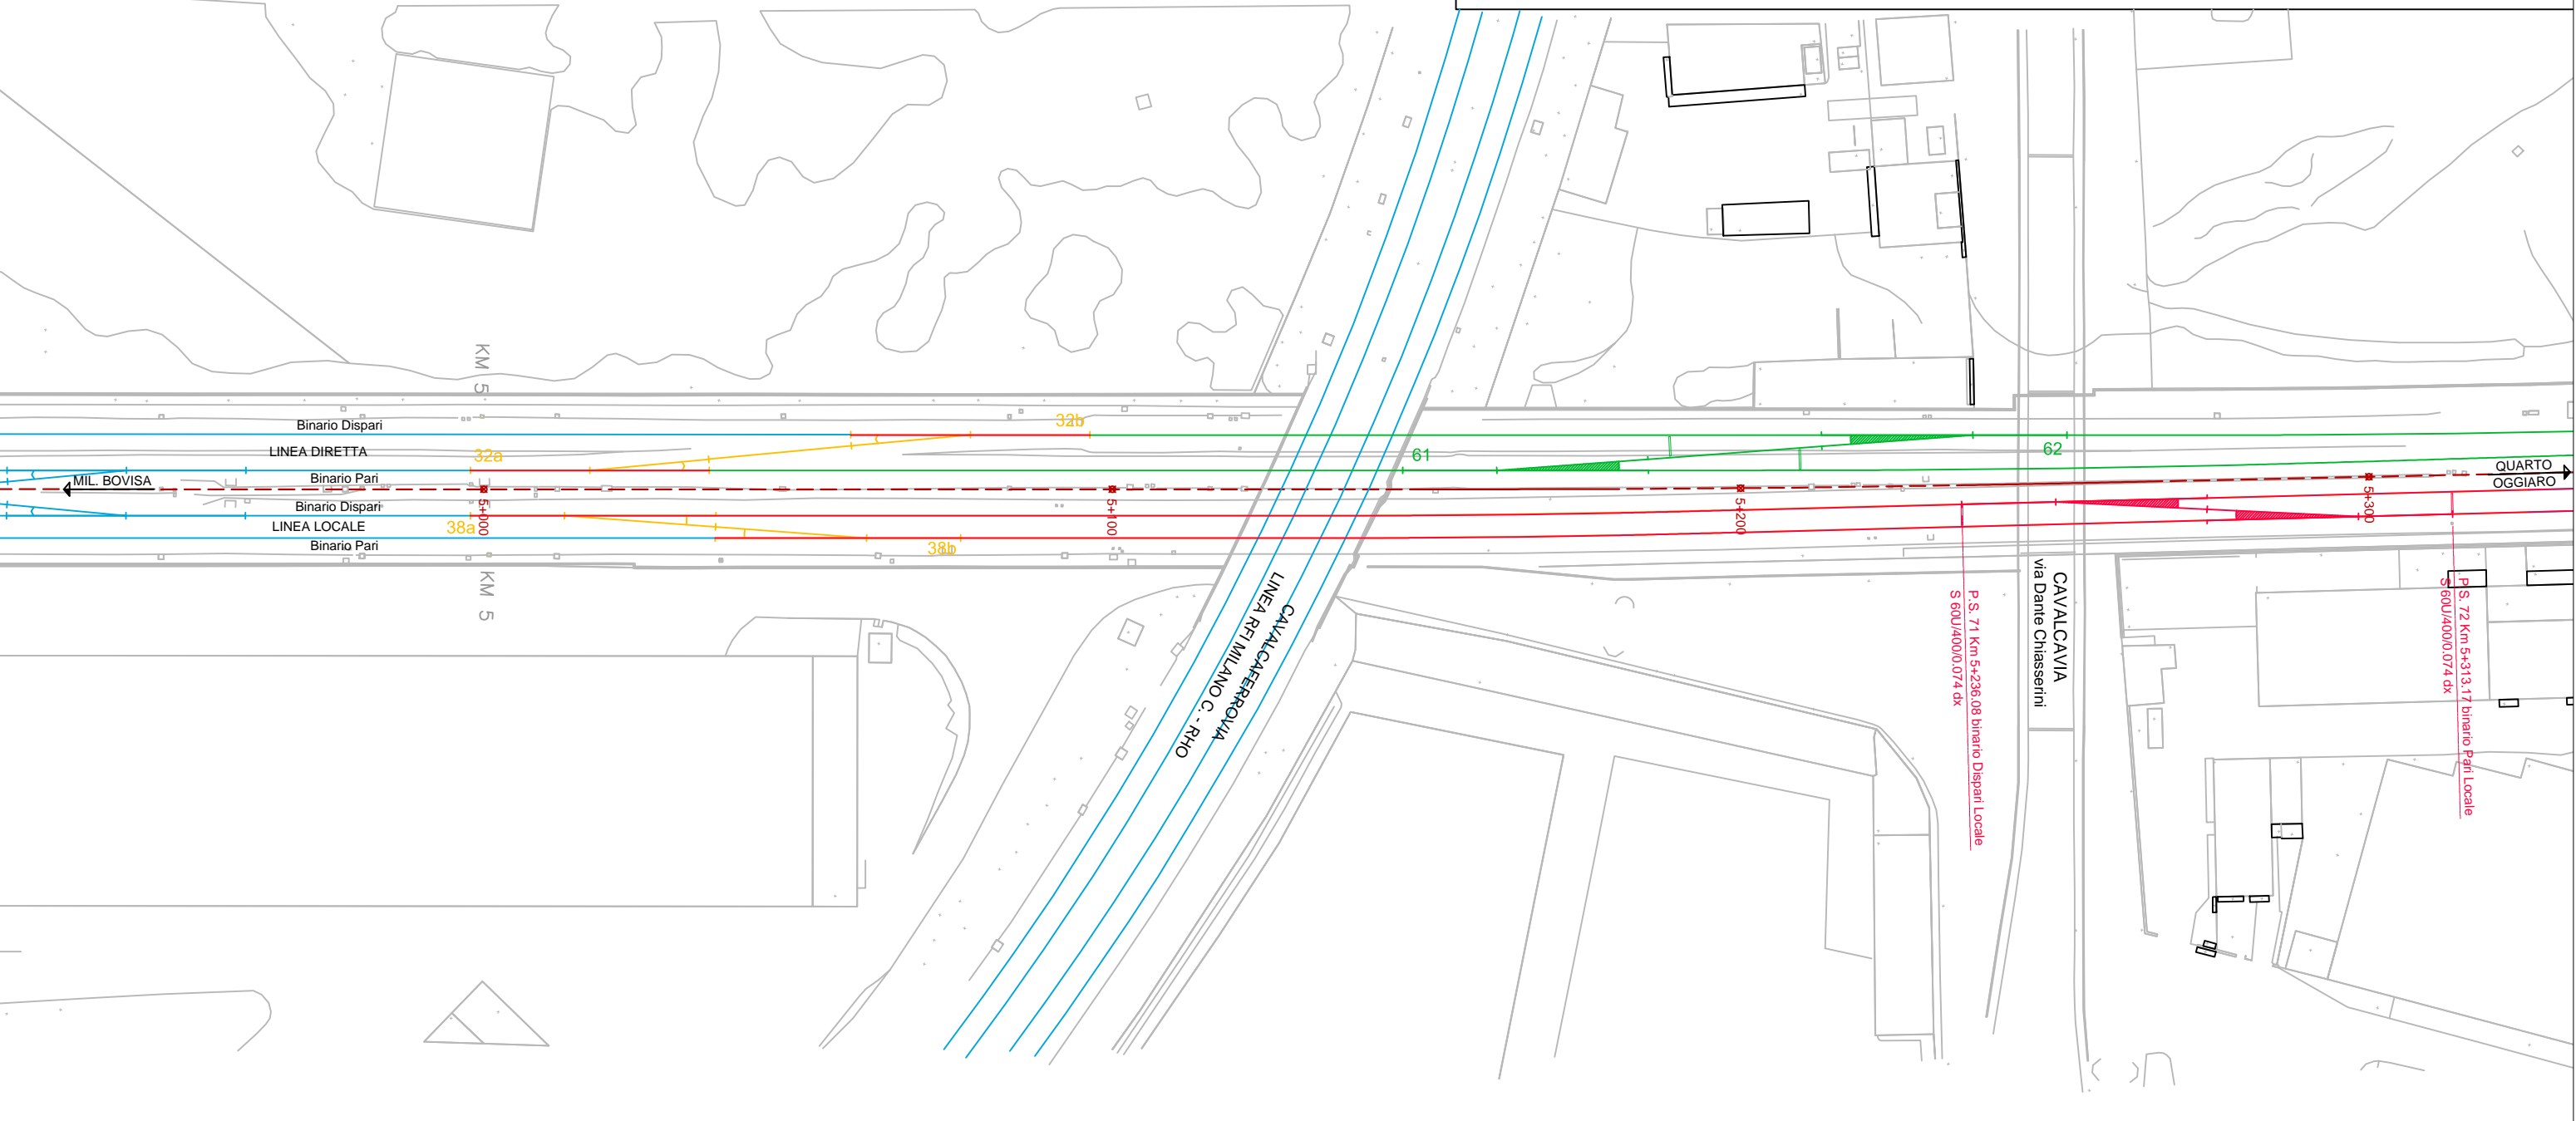 KM 5
Binario Dispari
32b
LINEA DIRETTA
32a
61
62
Binario Pari
MIL. BOVISA
QUARTO
OGGIARO
Binario Dispari
5+000
5+100
5+200
5+300
LINEA LOCALE
38a
Binario Pari
38b
KM 5
CAVALCAFERROVIA
LINEA RFI MILANO C. - RHO
P.S. 71 Km 5+236.08 binario Dispari Locale
S 60U/400/0.074 dx
CAVALCAVIA
via Dante Chiasserini
P.S. 72 Km 5+313.17 binario Pari Locale
S 60U/400/0.074 dx